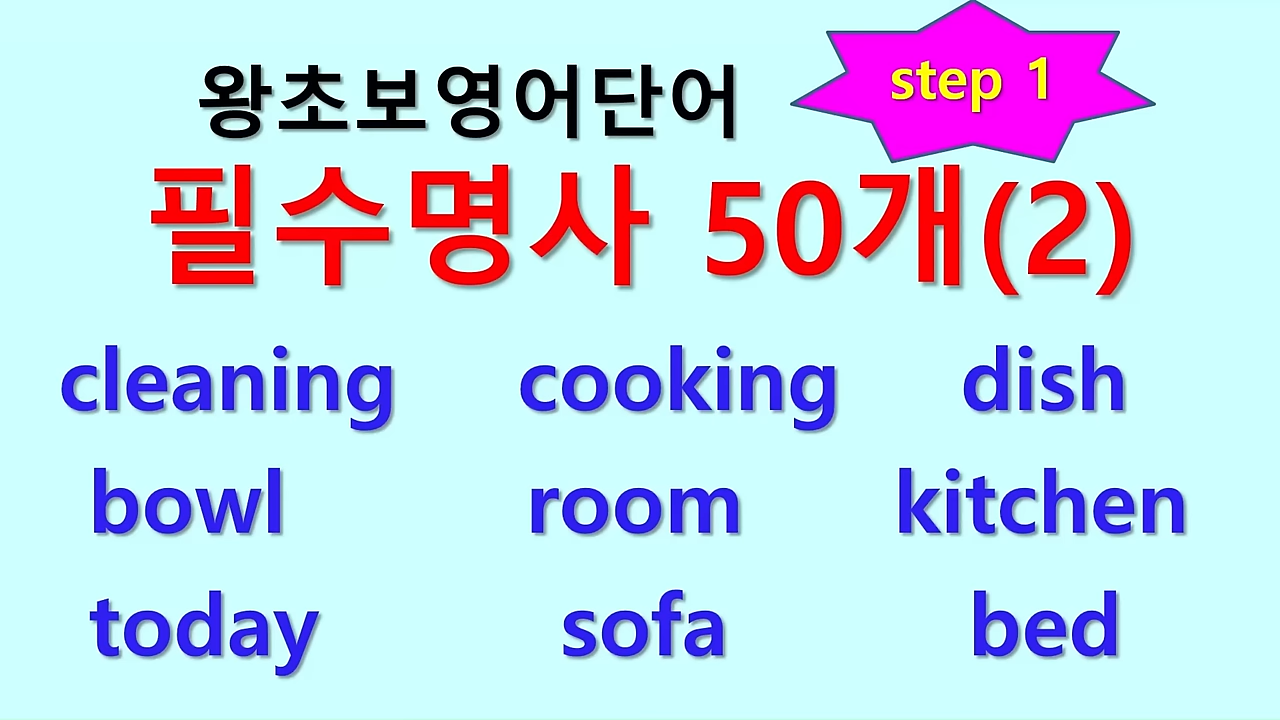 step 1
왕초보영어단어
필수명사 50개(2)
cleaning cooking dish
bowl room kitchen
today sofa bed